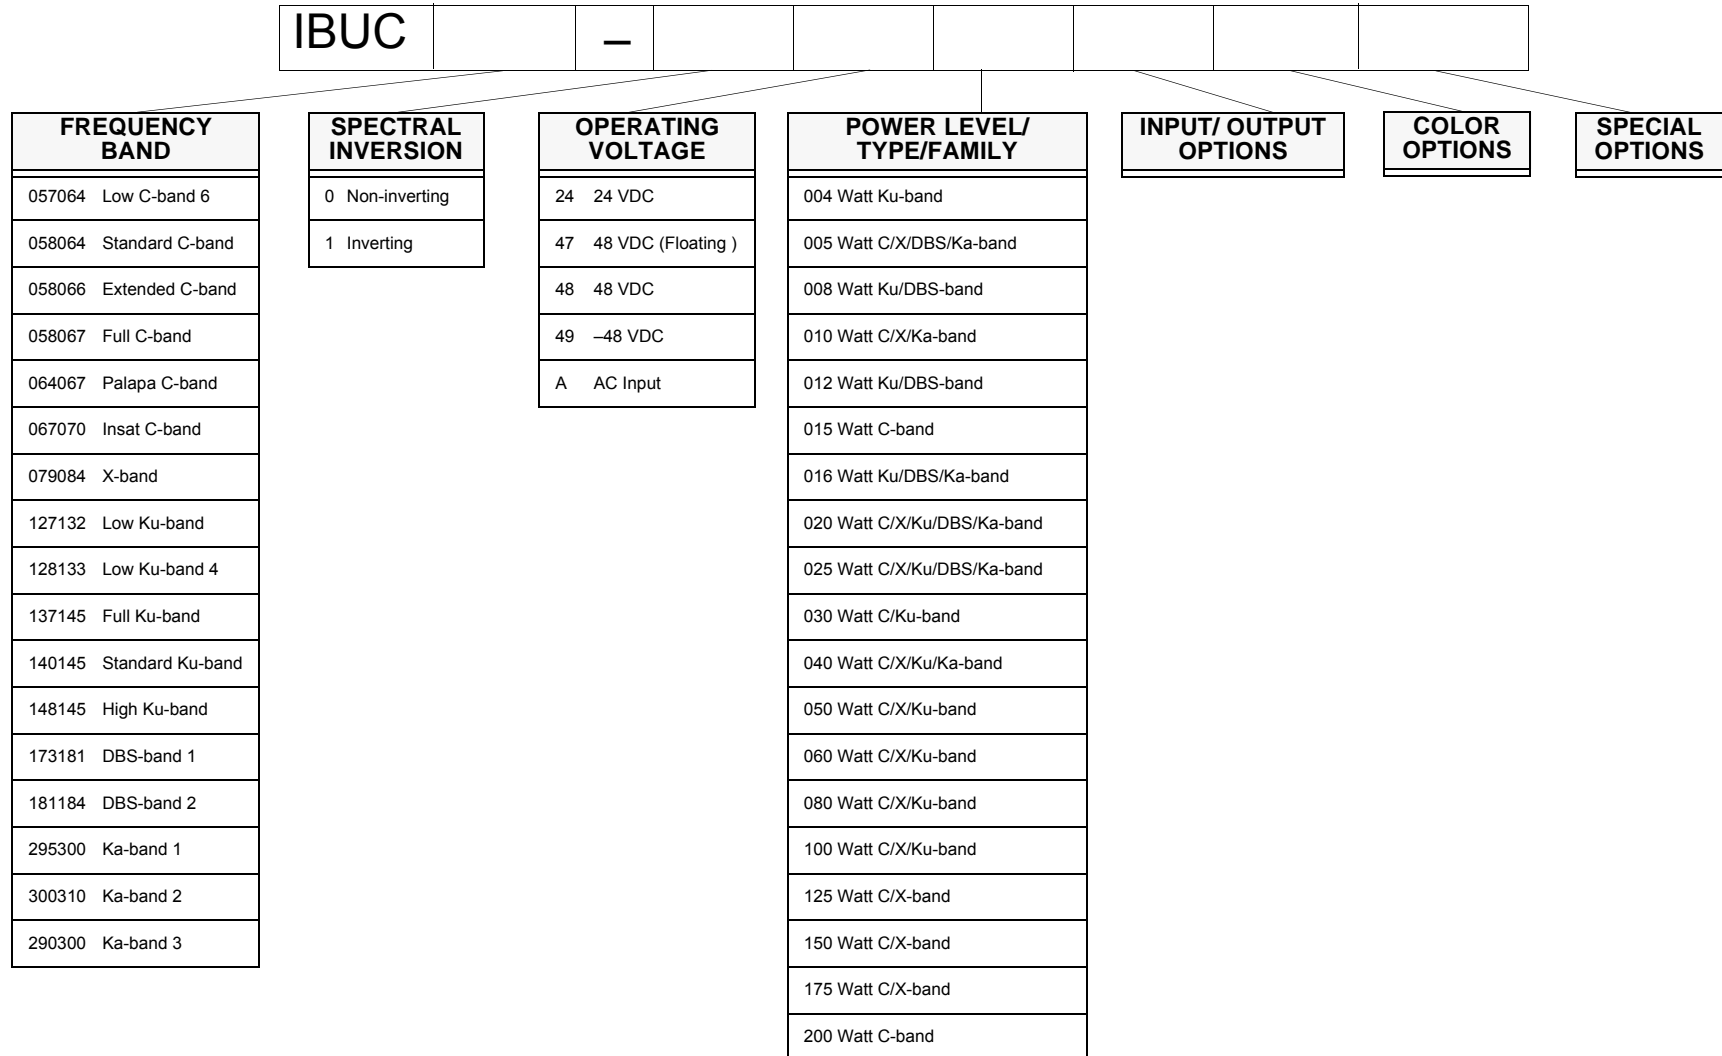 IBUC –
FREQUENCY
BAND
057064 Low C-band 6
058064 Standard C-band
058066 Extended C-band
058067 Full C-band
064067 Palapa C-band
067070 Insat C-band
079084 X-band
127132 Low Ku-band
128133 Low Ku-band 4
137145 Full Ku-band
140145 Standard Ku-band
148145 High Ku-band
173181 DBS-band 1
181184 DBS-band 2
295300 Ka-band 1
300310 Ka-band 2
290300 Ka-band 3
SPECTRAL
INVERSION
0 Non-inverting
1 Inverting
OPERATING
VOLTAGE
24 24 VDC
47 48 VDC (Floating )
48 48 VDC
49 –48 VDC
A AC Input
POWER LEVEL/
TYPE/FAMILY
004 Watt Ku-band
005 Watt C/X/DBS/Ka-band
008 Watt Ku/DBS-band
010 Watt C/X/Ka-band
012 Watt Ku/DBS-band
015 Watt C-band
016 Watt Ku/DBS/Ka-band
020 Watt C/X/Ku/DBS/Ka-band
025 Watt C/X/Ku/DBS/Ka-band
030 Watt C/Ku-band
040 Watt C/X/Ku/Ka-band
050 Watt C/X/Ku-band
060 Watt C/X/Ku-band
080 Watt C/X/Ku-band
100 Watt C/X/Ku-band
125 Watt C/X-band
150 Watt C/X-band
175 Watt C/X-band
200 Watt C-band
INPUT/ OUTPUT
OPTIONS
COLOR
OPTIONS
SPECIAL
OPTIONS